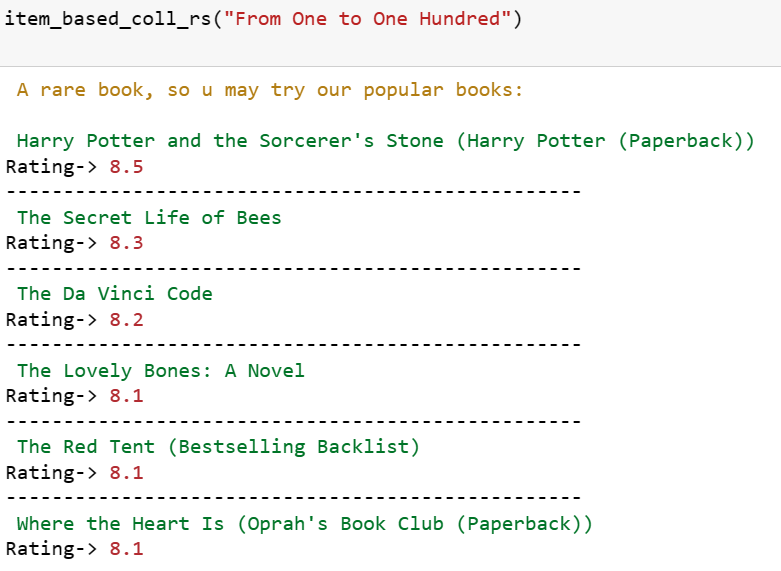 item_based_coll_rs("From One to One Hundred")
A rare book, so u may try our popular books:
Harry Potter and the Sorcerer's Stone (Harry Potter (Paperback))
Rating-> 8.5
--------------------------------------------------
The Secret Life of Bees
Rating-> 8.3
--------------------------------------------------
The Da Vinci Code
Rating-> 8.2
--------------------------------------------------
The Lovely Bones: A Novel
Rating-> 8.1
--------------------------------------------------
The Red Tent (Bestselling Backlist)
Rating-> 8.1
--------------------------------------------------
Where the Heart Is (Oprah's Book Club (Paperback))
Rating-> 8.1